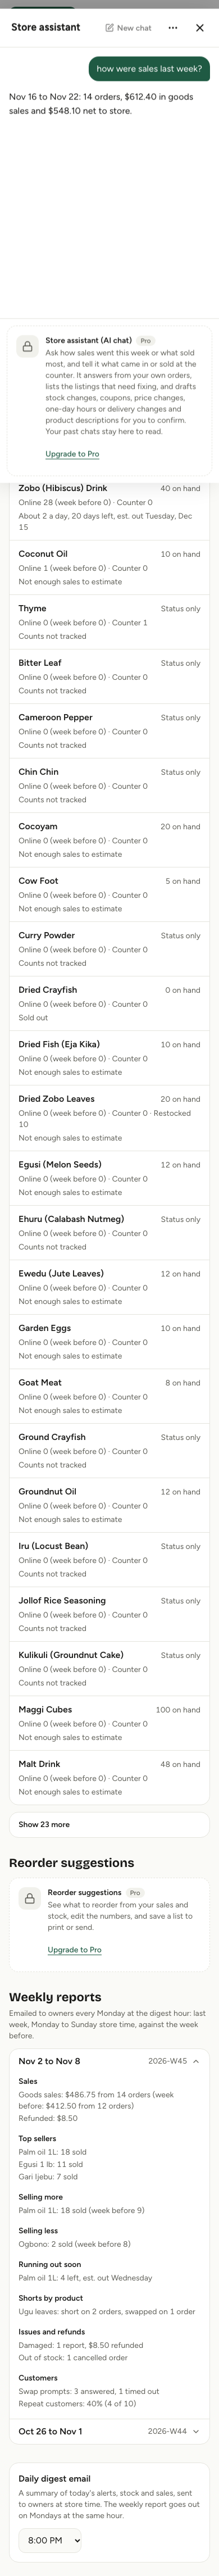 Store assistant
New chat
how were sales last week?
Nov 16 to Nov 22: 14 orders, $612.40 in goods
sales and $548.10 net to store.
Store assistant (AI chat) Pro
Ask how sales went this week or what sold
most, and tell it what came in or sold at the
counter. It answers from your own orders,
lists the listings that need fixing, and drafts
stock changes, coupons, price changes,
one-day hours or delivery changes and
product descriptions for you to confirm.
Your past chats stay here to read.
Upgrade to Pro
Zobo (Hibiscus) Drink 40 on hand
Online 28 (week before 0) · Counter 0
About 2 a day, 20 days left, est. out Tuesday, Dec
15
Coconut Oil 10 on hand
Online 1 (week before 0) · Counter 0
Not enough sales to estimate
Thyme Status only
Online 0 (week before 0) · Counter 1
Counts not tracked
Bitter Leaf Status only
Online 0 (week before 0) · Counter 0
Counts not tracked
Cameroon Pepper Status only
Online 0 (week before 0) · Counter 0
Counts not tracked
Chin Chin Status only
Online 0 (week before 0) · Counter 0
Counts not tracked
Cocoyam 20 on hand
Online 0 (week before 0) · Counter 0
Not enough sales to estimate
Cow Foot 5 on hand
Online 0 (week before 0) · Counter 0
Not enough sales to estimate
Curry Powder Status only
Online 0 (week before 0) · Counter 0
Counts not tracked
Dried Crayfish 0 on hand
Online 0 (week before 0) · Counter 0
Sold out
Dried Fish (Eja Kika) 10 on hand
Online 0 (week before 0) · Counter 0
Not enough sales to estimate
Dried Zobo Leaves 20 on hand
Online 0 (week before 0) · Counter 0 · Restocked
10
Not enough sales to estimate
Egusi (Melon Seeds) 12 on hand
Online 0 (week before 0) · Counter 0
Not enough sales to estimate
Ehuru (Calabash Nutmeg) Status only
Online 0 (week before 0) · Counter 0
Counts not tracked
Ewedu (Jute Leaves) 12 on hand
Online 0 (week before 0) · Counter 0
Not enough sales to estimate
Garden Eggs 10 on hand
Online 0 (week before 0) · Counter 0
Not enough sales to estimate
Goat Meat 8 on hand
Online 0 (week before 0) · Counter 0
Not enough sales to estimate
Ground Crayfish Status only
Online 0 (week before 0) · Counter 0
Counts not tracked
Groundnut Oil 12 on hand
Online 0 (week before 0) · Counter 0
Not enough sales to estimate
Iru (Locust Bean) Status only
Online 0 (week before 0) · Counter 0
Counts not tracked
Jollof Rice Seasoning Status only
Online 0 (week before 0) · Counter 0
Counts not tracked
Kulikuli (Groundnut Cake) Status only
Online 0 (week before 0) · Counter 0
Counts not tracked
Maggi Cubes 100 on hand
Online 0 (week before 0) · Counter 0
Not enough sales to estimate
Malt Drink 48 on hand
Online 0 (week before 0) · Counter 0
Not enough sales to estimate
Show 23 more
Reorder suggestions
Reorder suggestions Pro
See what to reorder from your sales and
stock, edit the numbers, and save a list to
print or send.
Upgrade to Pro
Weekly reports
Emailed to owners every Monday at the digest hour: last
week, Monday to Sunday store time, against the week
before.
Nov 2 to Nov 8 2026-W45
Sales
Goods sales: $486.75 from 14 orders (week
before: $412.50 from 12 orders)
Refunded: $8.50
Top sellers
Palm oil 1L: 18 sold
Egusi 1 lb: 11 sold
Gari Ijebu: 7 sold
Selling more
Palm oil 1L: 18 sold (week before 9)
Selling less
Ogbono: 2 sold (week before 8)
Running out soon
Palm oil 1L: 4 left, est. out Wednesday
Shorts by product
Ugu leaves: short on 2 orders, swapped on 1 order
Issues and refunds
Damaged: 1 report, $8.50 refunded
Out of stock: 1 cancelled order
Customers
Swap prompts: 3 answered, 1 timed out
Repeat customers: 40% (4 of 10)
Oct 26 to Nov 1 2026-W44
Daily digest email
A summary of today's alerts, stock and sales, sent
to owners at store time. The weekly report goes out
on Mondays at the same hour.
8:00 PM